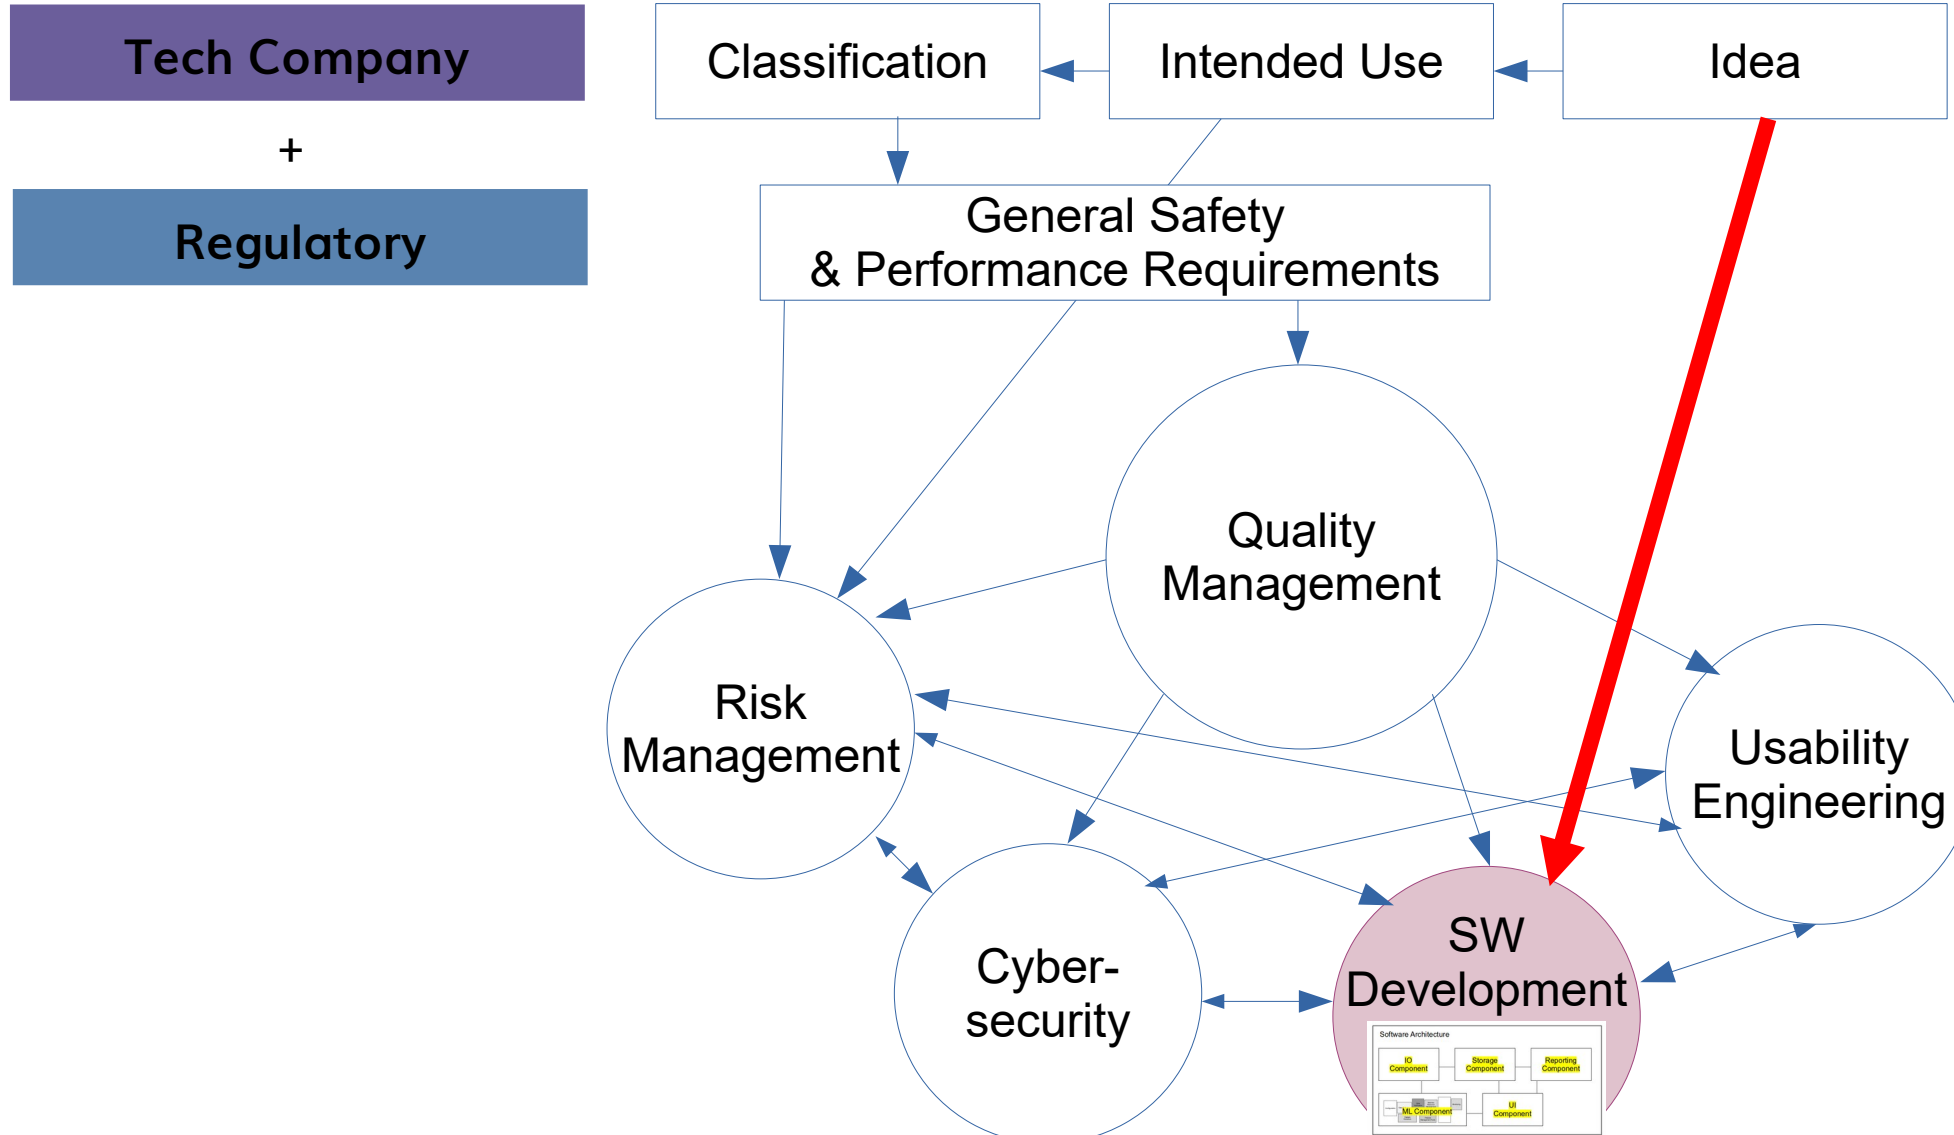 Tech Company
+
Regulatory
Classification
Intended Use
Idea
General Safety
& Performance Requirements
Quality
Management
Risk
Management
Usability
Engineering
Cyber-
security
SW
Development
Software Architecture
IO
Component
Storage
Component
Reporting
Component
ML Component
UI
Component